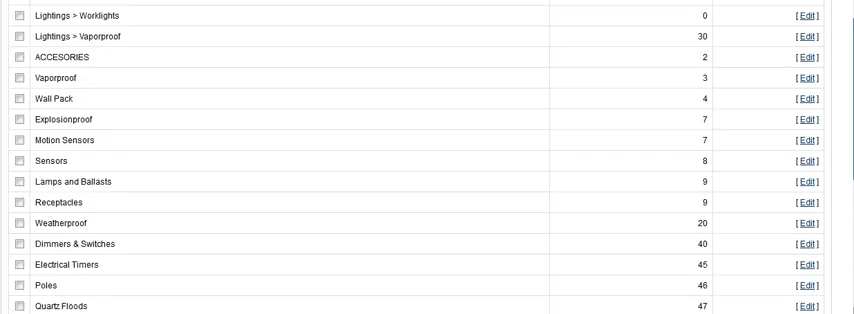 Lightings > Worklights 0 [ Edit ]
Lightings > Vaporproof 30 [ Edit ]
ACCESORIES 2 [ Edit ]
Vaporproof 3 [ Edit ]
Wall Pack 4 [ Edit ]
Explosionproof 7 [ Edit ]
Motion Sensors 7 [ Edit ]
Sensors 8 [ Edit ]
Lamps and Ballasts 9 [ Edit ]
Receptacles 9 [ Edit ]
Weatherproof 20 [ Edit ]
Dimmers & Switches 40 [ Edit ]
Electrical Timers 45 [ Edit ]
Poles 46 [ Edit ]
Quartz Floods 47 [ Edit ]